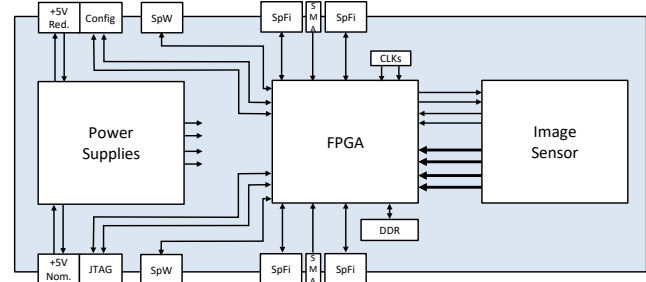 +5V
Red.
Config
SpW
SpFi
S
M
A
SpFi
CLKs
Power
Supplies
FPGA
Image
Sensor
DDR
+5V
Nom.
JTAG
SpW
SpFi
S
M
A
SpFi